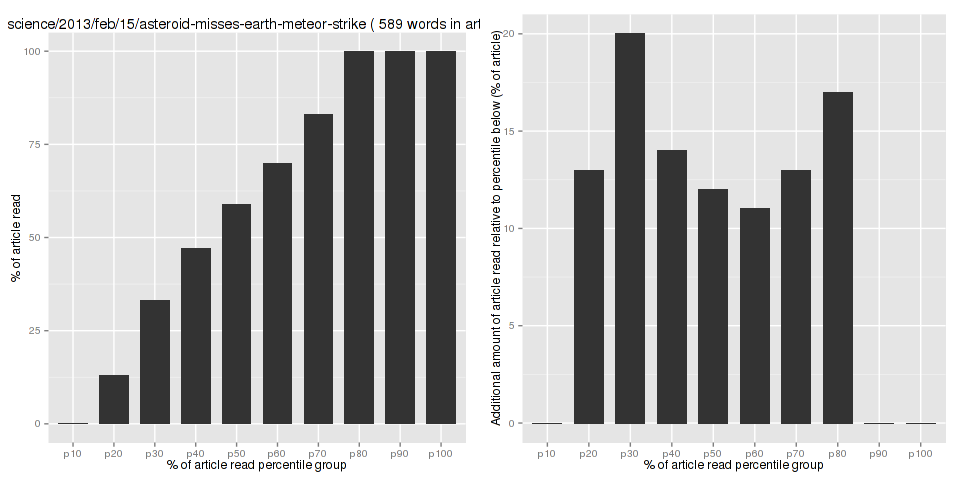 science/2013/feb/15/asteroid-misses-earth-meteor-strike ( 589 words in art
100
75
50
25
0
% of article read
p10 p20 p30 p40 p50 p60 p70 p80 p90 p100
% of article read percentile group
20
15
10
5
0
Additional amount of article read relative to percentile below (% of article)
p10 p20 p30 p40 p50 p60 p70 p80 p90 p100
% of article read percentile group